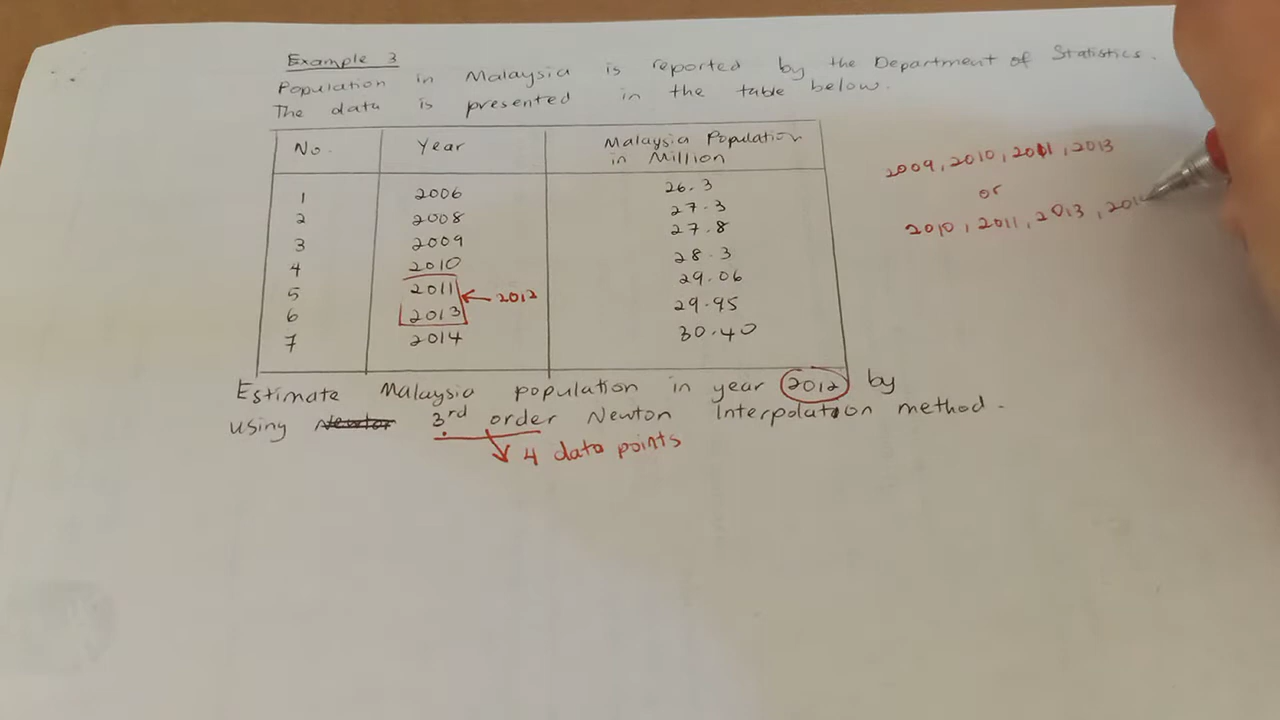 Example 3
Population in Malaysia is reported by the Department of Statistics.
The data is presented in the table below.
No. Year Malaysia Population in Million
1 2006 26.3
2 2008 27.3
3 2009 27.8
4 2010 28.3
5 2011 29.06
6 2013 29.95
7 2014 30.40
← 2012
2009, 2010, 2011, 2013
or
2010, 2011, 2013, 2014
Estimate Malaysia population in year 2012 by
using 3rd order Newton Interpolation method.
4 data points